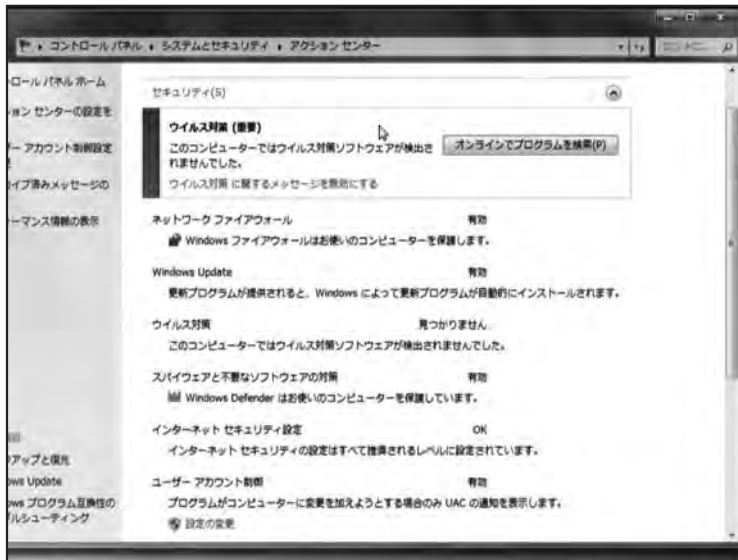 コントロール パネル ▸ システムとセキュリティ ▸ アクション センター
ロール パネル ホーム
セキュリティ(S)
ョン センターの設定を
ウイルス対策 (重要)
このコンピューターではウイルス対策ソフトウェアが検出さ
れませんでした。
オンラインでプログラムを検索(P)
ー アカウント制御設定
イブ済みメッセージの
ウイルス対策 に関するメッセージを無効にする
ーマンス情報の表示
ネットワーク ファイアウォール 有効
Windows ファイアウォールはお使いのコンピューターを保護します。
Windows Update 有効
更新プログラムが提供されると、Windows によって更新プログラムが自動的にインストールされます。
ウイルス対策 見つかりません
このコンピューターではウイルス対策ソフトウェアが検出されませんでした。
スパイウェアと不要なソフトウェアの対策 有効
Windows Defender はお使いのコンピューターを保護しています。
インターネット セキュリティ設定 OK
インターネット セキュリティの設定はすべて推奨されるレベルに設定されています。
アップと復元
ows Update
ユーザー アカウント制御 有効
ows プログラム互換性の
プログラムがコンピューターに変更を加えようとする場合のみ UAC の通知を表示します。
ルシューティング
設定の変更